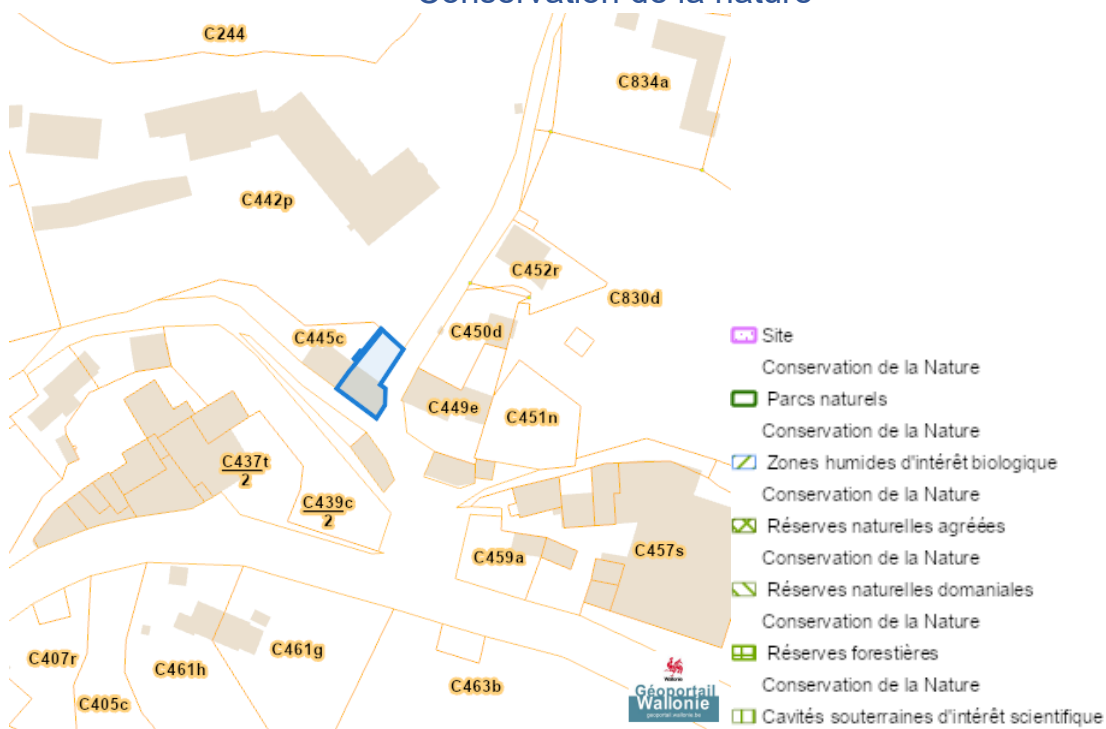 Conservation de la nature
C244
C834a
C442p
C452r
C830d
C445c
C450d
C449e
C451n
C437t
2
C439c
2
C459a
C457s
C407r
C405c
C461h
C461g
C463b
Wallonie
Géoportail
Wallonie
geoportail.wallonie.be
Site
Conservation de la Nature
Parcs naturels
Conservation de la Nature
Zones humides d'intérêt biologique
Conservation de la Nature
Réserves naturelles agréées
Conservation de la Nature
Réserves naturelles domaniales
Conservation de la Nature
Réserves forestières
Conservation de la Nature
Cavités souterraines d'intérêt scientifique